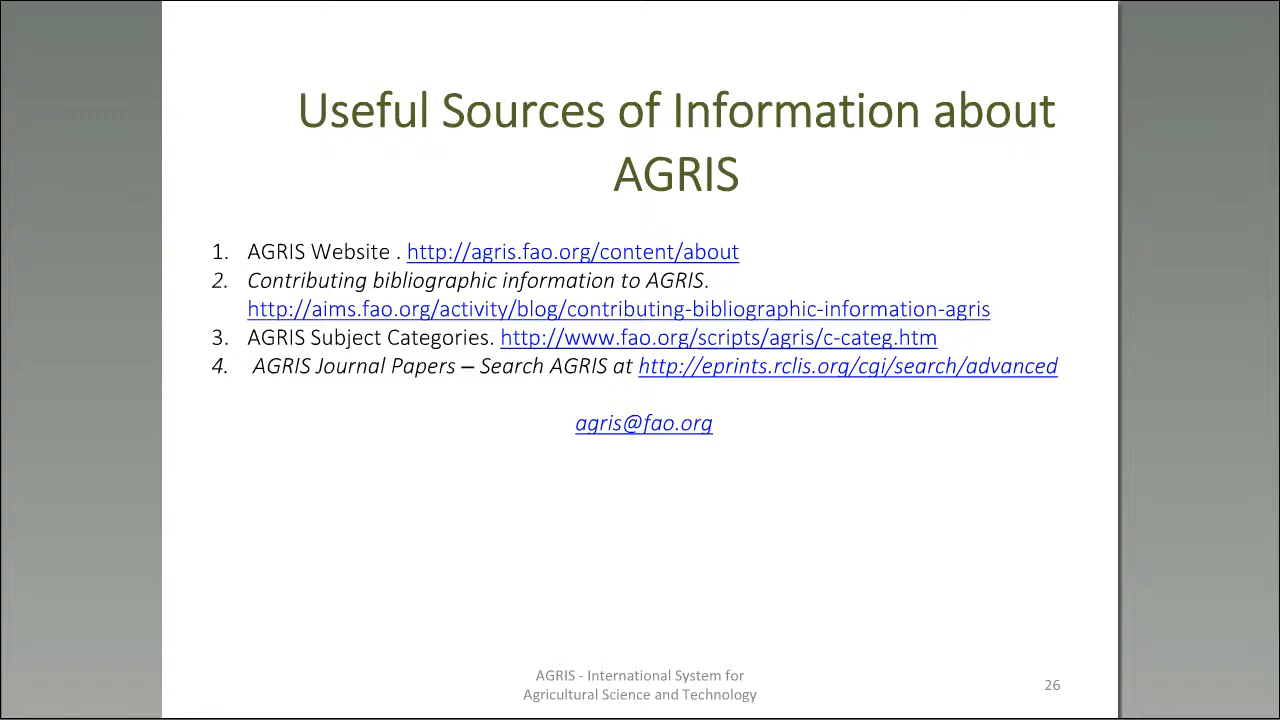 Useful Sources of Information about
AGRIS
1. AGRIS Website . http://agris.fao.org/content/about
2. Contributing bibliographic information to AGRIS.
http://aims.fao.org/activity/blog/contributing-bibliographic-information-agris
3. AGRIS Subject Categories. http://www.fao.org/scripts/agris/c-categ.htm
4. AGRIS Journal Papers – Search AGRIS at http://eprints.rclis.org/cgi/search/advanced
agris@fao.org
AGRIS - International System for
Agricultural Science and Technology
26